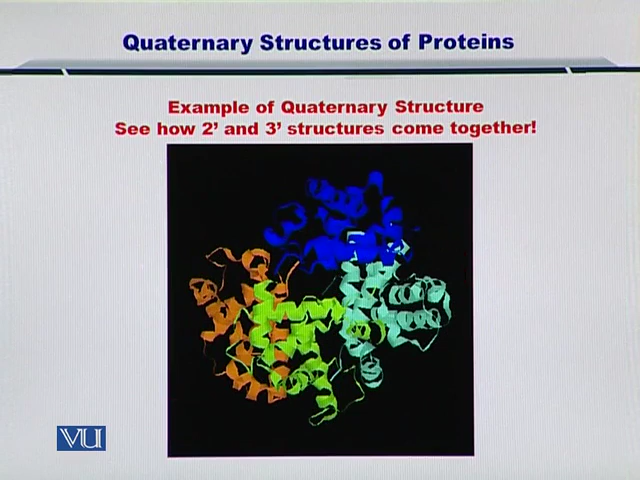 Quaternary Structures of Proteins
Example of Quaternary Structure
See how 2’ and 3’ structures come together!
VU